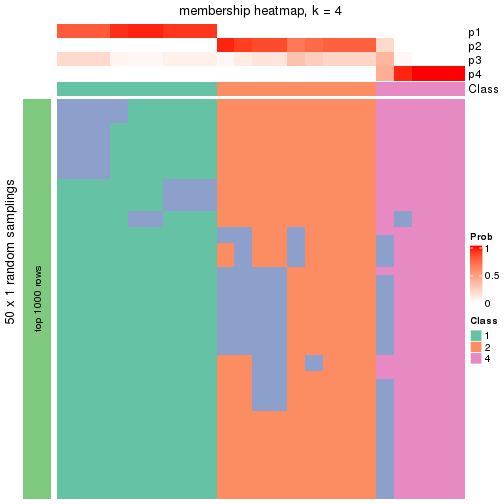 membership heatmap, k = 4
p1
p2
p3
p4
Class
50 x 1 random samplings
top 1000 rows
Prob
1
0.5
0
Class
1
2
4